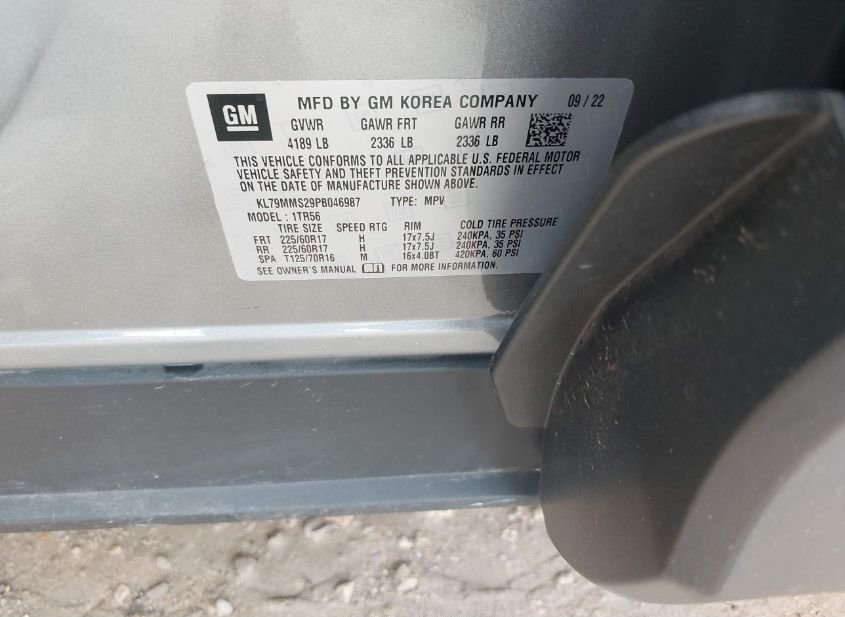 GM MFD BY GM KOREA COMPANY 09 / 22
GVWR GAWR FRT GAWR RR
4189 LB 2336 LB 2336 LB
THIS VEHICLE CONFORMS TO ALL APPLICABLE U.S. FEDERAL MOTOR
VEHICLE SAFETY AND THEFT PREVENTION STANDARDS IN EFFECT
ON THE DATE OF MANUFACTURE SHOWN ABOVE.
KL79MMS29PB046987 TYPE: MPV
MODEL : 1TR56
TIRE SIZE SPEED RTG RIM COLD TIRE PRESSURE
FRT 225/60R17 H 17x7.5J 240KPA, 35 PSI
RR 225/60R17 H 17x7.5J 240KPA, 35 PSI
SPA T125/70R16 M 16x4.0BT 420KPA, 60 PSI
SEE OWNER'S MANUAL FOR MORE INFORMATION.